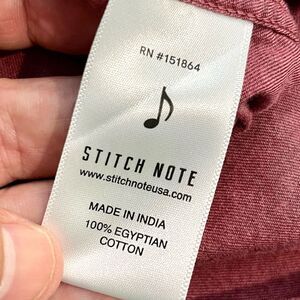 RN #151864
STITCH NOTE
www.stitchnoteusa.com
MADE IN INDIA
100% EGYPTIAN
COTTON